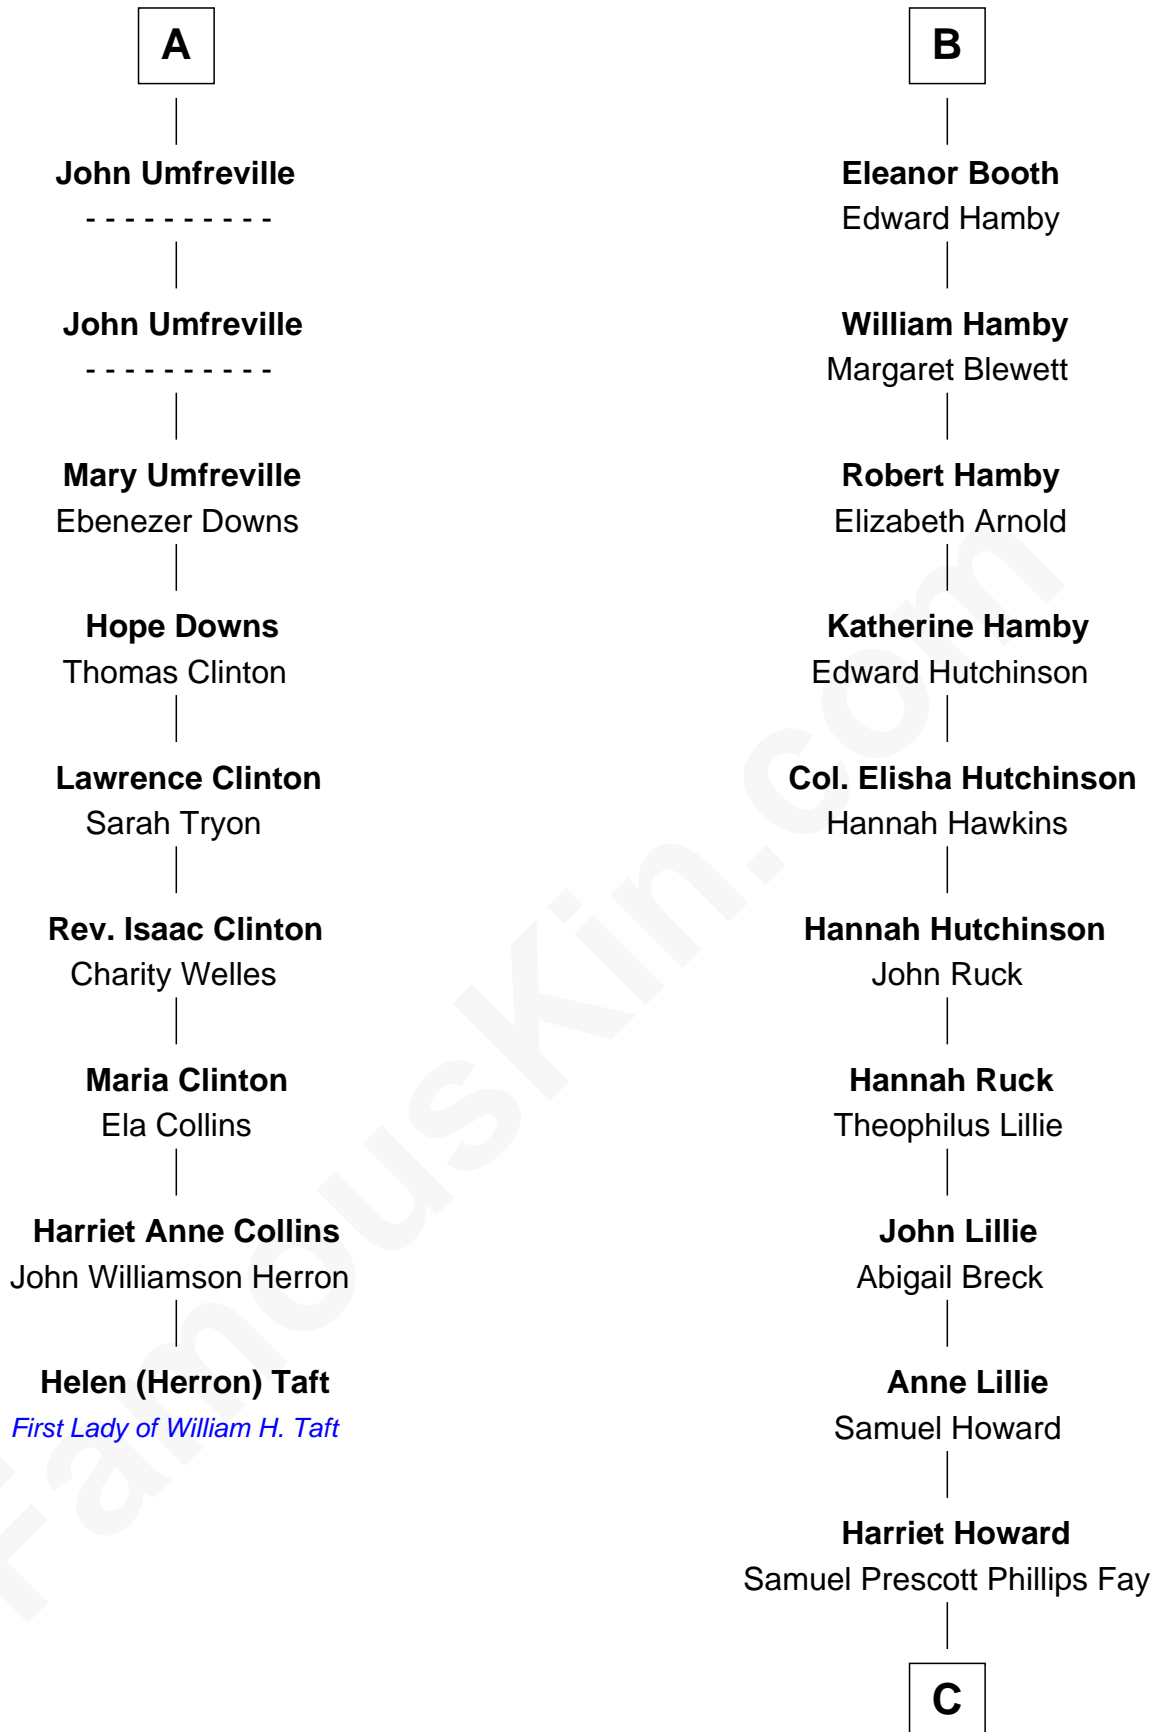 A
John Umfreville
- - - - - - - - - -
John Umfreville
- - - - - - - - - -
Mary Umfreville
Ebenezer Downs
Hope Downs
Thomas Clinton
Lawrence Clinton
Sarah Tryon
Rev. Isaac Clinton
Charity Welles
Maria Clinton
Ela Collins
Harriet Anne Collins
John Williamson Herron
Helen (Herron) Taft
First Lady of William H. Taft
B
Eleanor Booth
Edward Hamby
William Hamby
Margaret Blewett
Robert Hamby
Elizabeth Arnold
Katherine Hamby
Edward Hutchinson
Col. Elisha Hutchinson
Hannah Hawkins
Hannah Hutchinson
John Ruck
Hannah Ruck
Theophilus Lillie
John Lillie
Abigail Breck
Anne Lillie
Samuel Howard
Harriet Howard
Samuel Prescott Phillips Fay
C
FamousKin.com